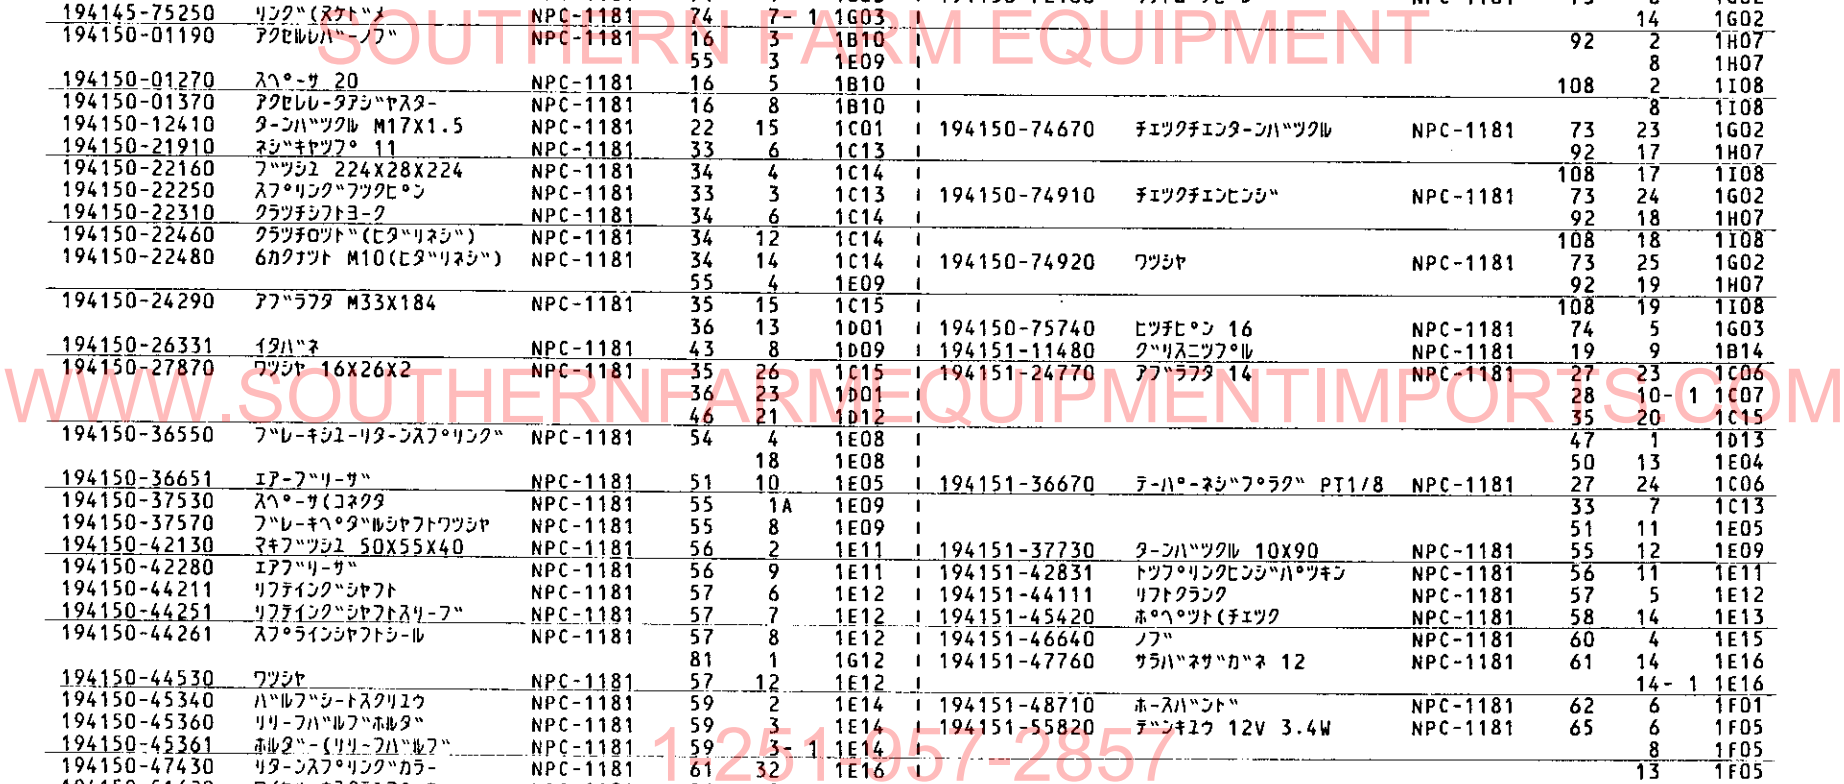 194145-75250 リング(スケトメ NPC-1181 74 7- 1 1G03
194150-01190 アクセルレバーノブ NPC-1181 16 3 1B10
55 3 1E09
194150-01270 スペーサ 20 NPC-1181 16 5 1B10
194150-01370 アクセレレータアジヤスター NPC-1181 16 8 1B10
194150-12410 ターンバツクル M17X1.5 NPC-1181 22 15 1C01
194150-21910 ネジキヤツプ 11 NPC-1181 33 6 1C13
194150-22160 ブツシユ 224X28X224 NPC-1181 34 4 1C14
194150-22250 スプリングフツクピン NPC-1181 33 3 1C13
194150-22310 クラツチシフトヨーク NPC-1181 34 6 1C14
194150-22460 クラツチロツド(ヒダリネジ) NPC-1181 34 12 1C14
194150-22480 6カクナツト M10(ヒダリネジ) NPC-1181 34 14 1C14
55 4 1E09
194150-24290 アブラフタ M33X184 NPC-1181 35 15 1C15
36 13 1D01
194150-26331 イタバネ NPC-1181 43 8 1D09
194150-27870 ワツシヤ 16X26X2 NPC-1181 35 26 1C15
36 23 1D01
46 21 1D12
194150-36550 ブレーキシユーリターンスプリング NPC-1181 54 4 1E08
18 1E08
194150-36651 エアーブリーザ NPC-1181 51 10 1E05
194150-37530 スペーサ(コネクタ NPC-1181 55 1A 1E09
194150-37570 ブレーキペダルシヤフトワツシヤ NPC-1181 55 8 1E09
194150-42130 マキブツシユ 50X55X40 NPC-1181 56 2 1E11
194150-42280 エアブリーザ NPC-1181 56 9 1E11
194150-44211 リフテイングシヤフト NPC-1181 57 6 1E12
194150-44251 リフテイングシヤフトスリーブ NPC-1181 57 7 1E12
194150-44261 スプラインシヤフトシール NPC-1181 57 8 1E12
81 1 1G12
194150-44530 ワツシヤ NPC-1181 57 12 1E12
194150-45340 バルブシートスクリユウ NPC-1181 59 2 1E14
194150-45360 リリーフバルブホルダ NPC-1181 59 3 1E14
194150-45361 ホルダ-(リリーフバルブ NPC-1181 59 3- 1 1E14
194150-47430 リターンスプリングカラー NPC-1181 61 32 1E16
14 1G02
92 2 1H07
8 1H07
108 2 1I08
8 1I08
194150-74670 チエツクチエンターンバツクル NPC-1181 73 23 1G02
92 17 1H07
108 17 1I08
194150-74910 チエツクチエンヒンジ NPC-1181 73 24 1G02
92 18 1H07
108 18 1I08
194150-74920 ワツシヤ NPC-1181 73 25 1G02
92 19 1H07
108 19 1I08
194150-75740 ヒツチピン 16 NPC-1181 74 5 1G03
194151-11480 グリスニツプル NPC-1181 19 9 1B14
194151-24770 アブラフタ 14 NPC-1181 27 23 1C06
28 10- 1 1C07
35 20 1C15
47 1 1D13
50 13 1E04
194151-36670 テーパーネジプラグ PT1/8 NPC-1181 27 24 1C06
33 7 1C13
51 11 1E05
194151-37730 ターンバツクル 10X90 NPC-1181 55 12 1E09
194151-42831 トツプリンクヒンジパツキン NPC-1181 56 11 1E11
194151-44111 リフトクランク NPC-1181 57 5 1E12
194151-45420 ポペツト(チエツク NPC-1181 58 14 1E13
194151-46640 ノブ NPC-1181 60 4 1E15
194151-47760 サラバネザガネ 12 NPC-1181 61 14 1E16
14- 1 1E16
194151-48710 ホースバンド NPC-1181 62 6 1F01
194151-55820 デンキユウ 12V 3.4W NPC-1181 65 6 1F05
8 1F05
13 1F05
SOUTHERN FARM EQUIPMENT
WWW.SOUTHERNFARMEQUIPMENTIMPORTS.COM
1-251-957-2857